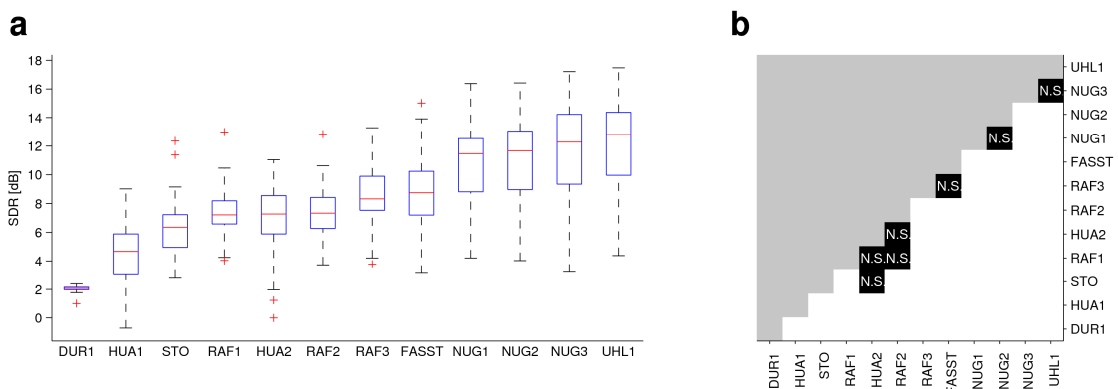 a
b
18
16
14
12
10
8
6
4
2
0
SDR [dB]
DUR1 HUA1 STO RAF1 HUA2 RAF2 RAF3 FASST NUG1 NUG2 NUG3 UHL1
UHL1
N.S. NUG3
NUG2
N.S. NUG1
FASST
N.S. RAF3
RAF2
N.S. HUA2
N.S. N.S. RAF1
N.S. STO
HUA1
DUR1
DUR1 HUA1 STO RAF1 HUA2 RAF2 RAF3 FASST NUG1 NUG2 NUG3 UHL1